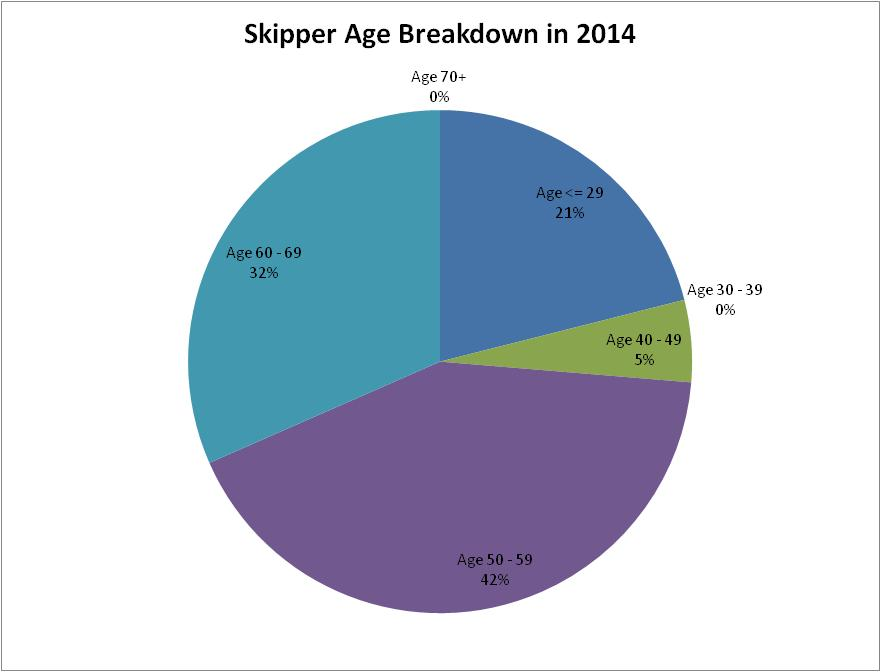 Skipper Age Breakdown in 2014
Age 70+
0%
Age <= 29
21%
Age 30 - 39
0%
Age 40 - 49
5%
Age 50 - 59
42%
Age 60 - 69
32%